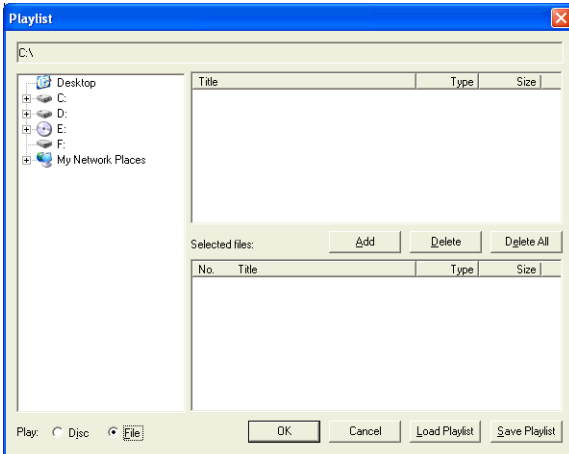 Playlist
C:\
Desktop
C:
D:
E:
F:
My Network Places
Title Type Size
Selected files: Add Delete Delete All
No. Title Type Size
Play: Disc File OK Cancel Load Playlist Save Playlist